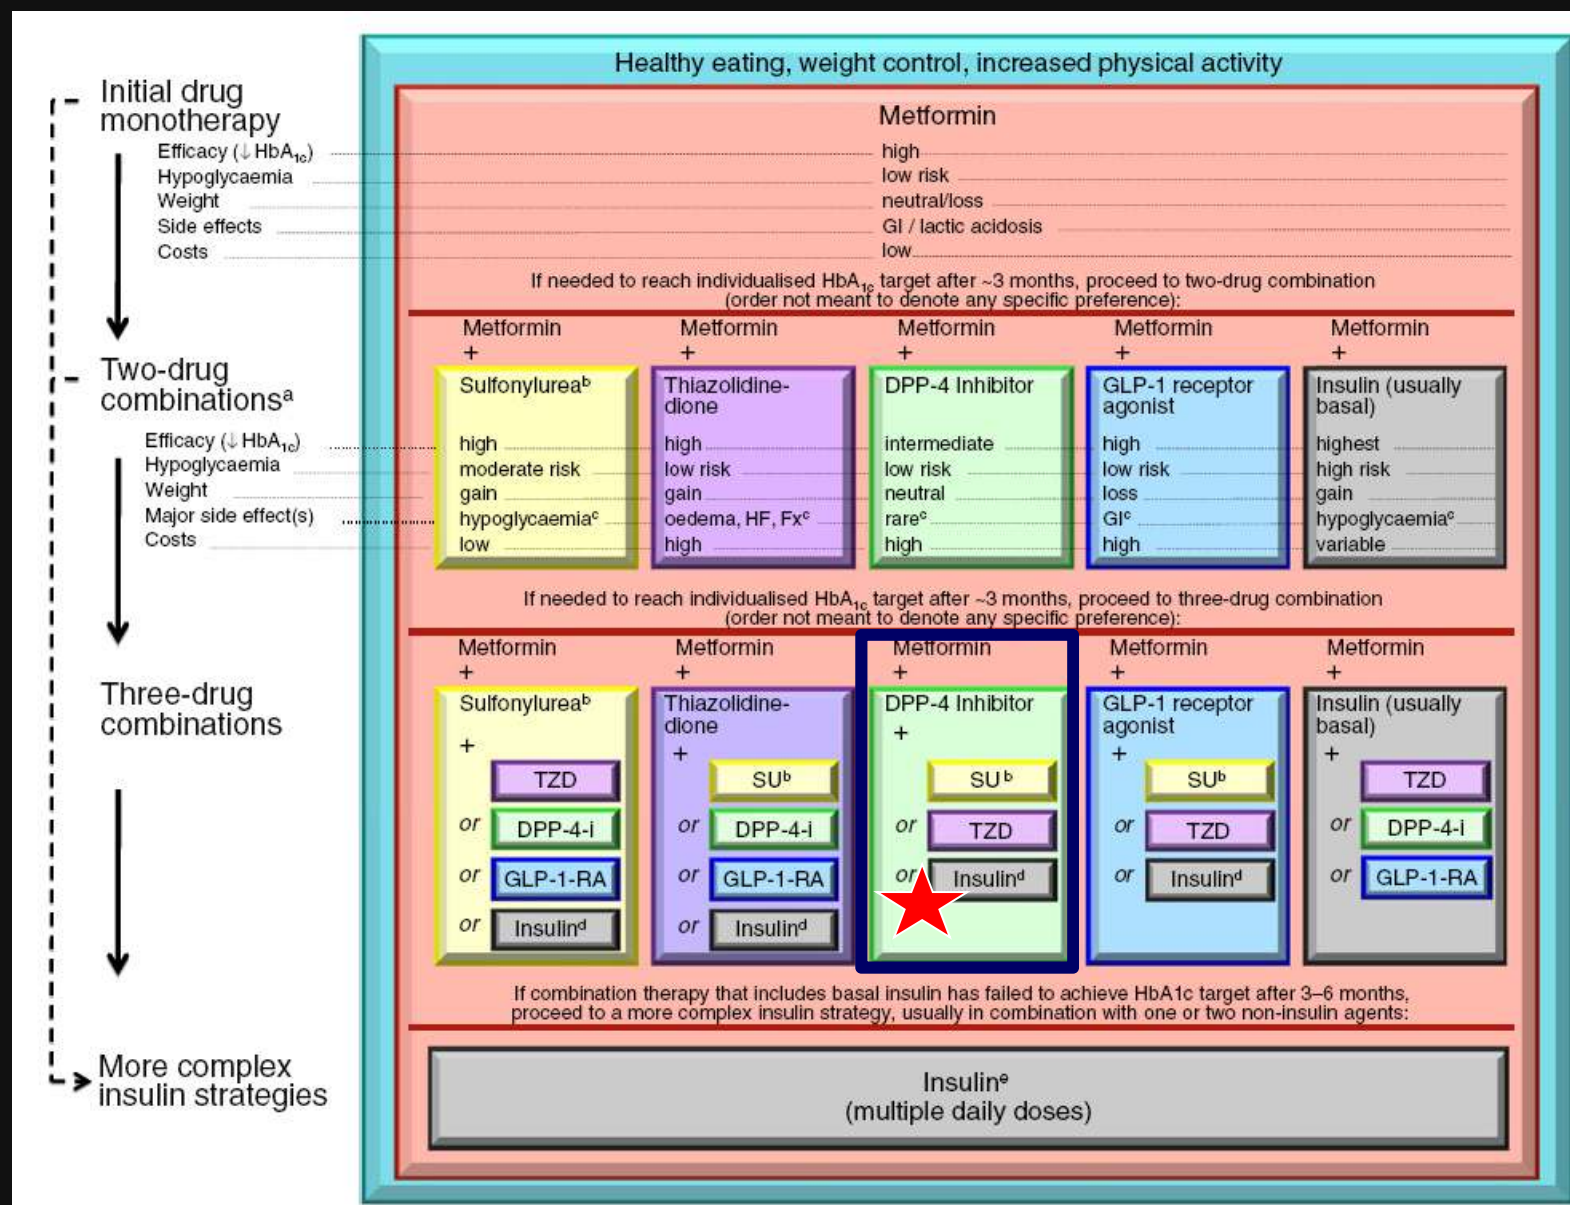 Healthy eating, weight control, increased physical activity
Initial drug
monotherapy
Metformin
Efficacy (↓HbA1c) high
Hypoglycaemia low risk
Weight neutral/loss
Side effects GI / lactic acidosis
Costs low
If needed to reach individualised HbA1c target after ~3 months, proceed to two-drug combination
(order not meant to denote any specific preference):
Metformin Metformin Metformin Metformin Metformin
+ + + + +
Two-drug
combinationsᵃ
Sulfonylureaᵇ Thiazolidine- DPP-4 Inhibitor GLP-1 receptor Insulin (usually
dione agonist basal)
Efficacy (↓HbA1c) high high intermediate high highest
Hypoglycaemia moderate risk low risk low risk low risk high risk
Weight gain gain neutral loss gain
Major side effect(s) hypoglycaemiaᶜ oedema, HF, Fxᶜ rareᶜ GIᶜ hypoglycaemiaᶜ
Costs low high high high variable
If needed to reach individualised HbA1c target after ~3 months, proceed to three-drug combination
(order not meant to denote any specific preference):
Metformin Metformin Metformin Metformin Metformin
+ + + + +
Three-drug
combinations
Sulfonylureaᵇ Thiazolidine- DPP-4 Inhibitor GLP-1 receptor Insulin (usually
dione agonist basal)
+ + + + +
TZD SUᵇ SUᵇ SUᵇ TZD
or DPP-4-i or DPP-4-i or TZD or TZD or DPP-4-i
or GLP-1-RA or GLP-1-RA or Insulinᵈ or Insulinᵈ or GLP-1-RA
or Insulinᵈ or Insulinᵈ
If combination therapy that includes basal insulin has failed to achieve HbA1c target after 3–6 months,
proceed to a more complex insulin strategy, usually in combination with one or two non-insulin agents:
More complex
insulin strategies
Insulinᵉ
(multiple daily doses)